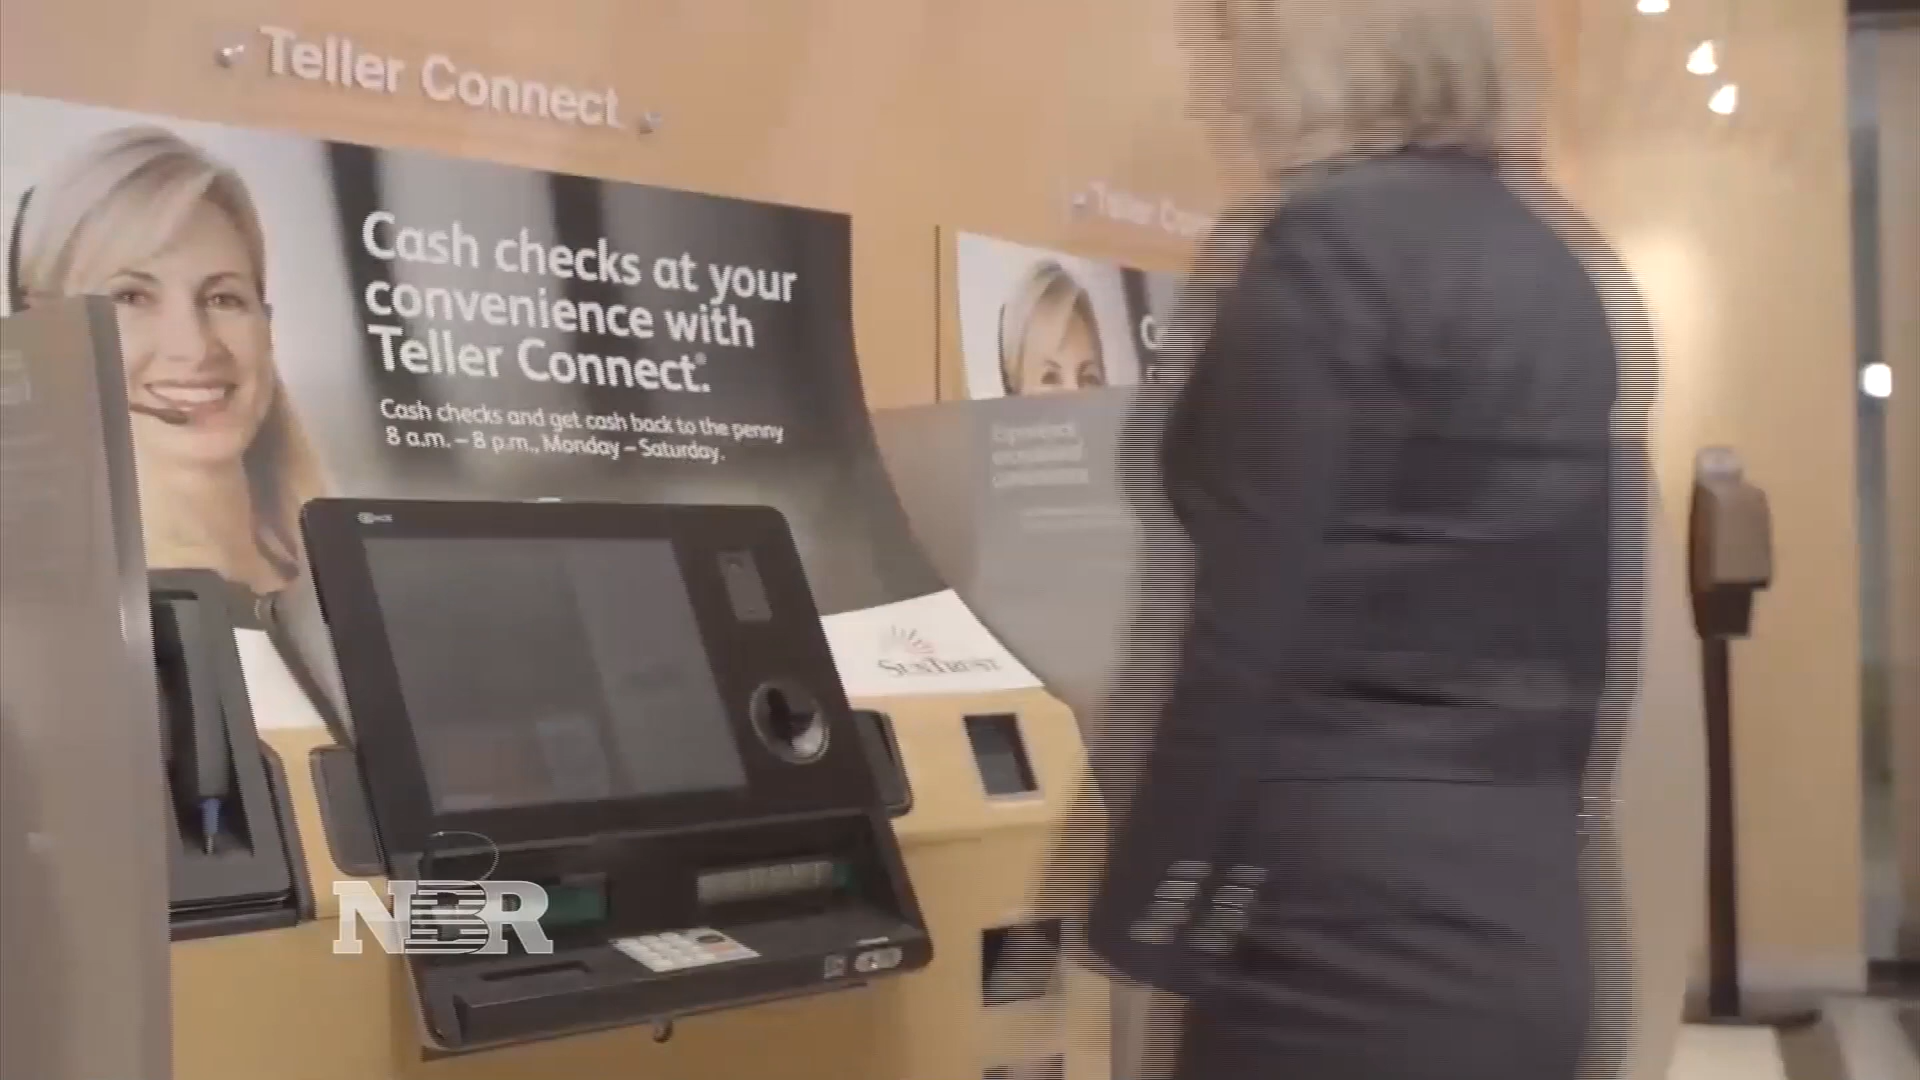 Teller Connect
Cash checks at your
convenience with
Teller Connect®.
Cash checks and get cash back to the penny
8 a.m. – 8 p.m., Monday – Saturday.
Teller
SunTrust
NBR